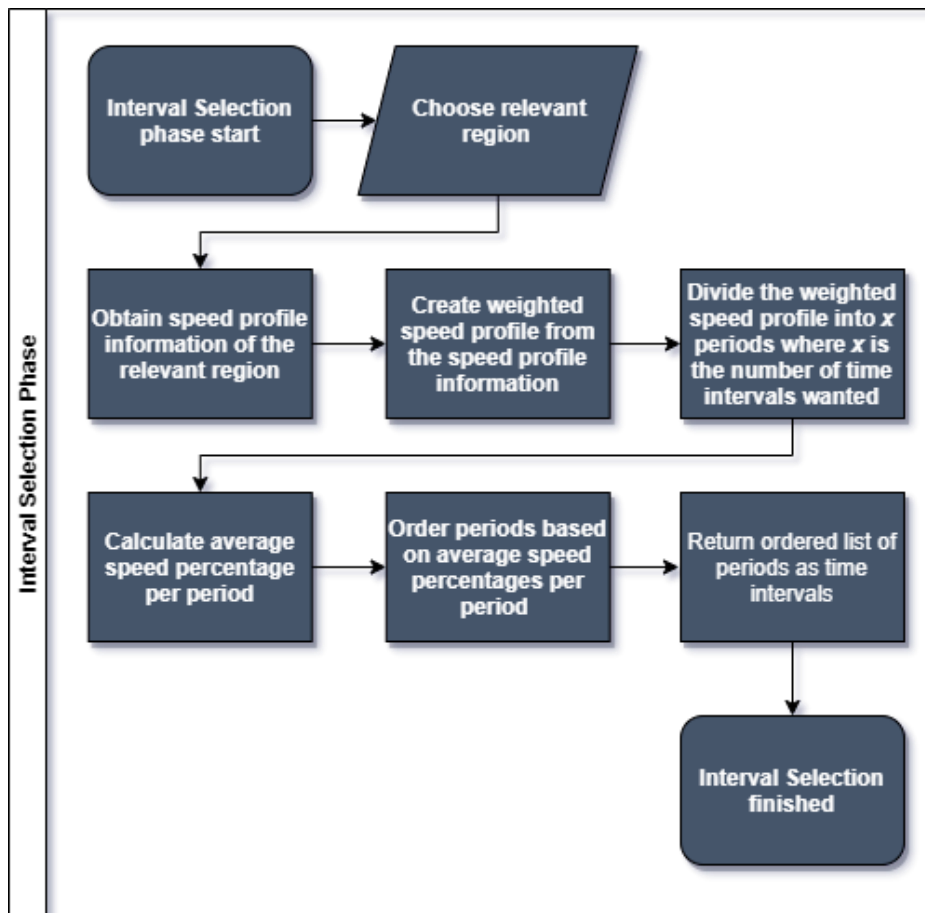 Interval Selection Phase
Interval Selection
phase start
Choose relevant
region
Obtain speed profile
information of the
relevant region
Create weighted
speed profile from
the speed profile
information
Divide the weighted
speed profile into x
periods where x is
the number of time
intervals wanted
Calculate average
speed percentage
per period
Order periods based
on average speed
percentages per
period
Return ordered list of
periods as time
intervals
Interval Selection
finished